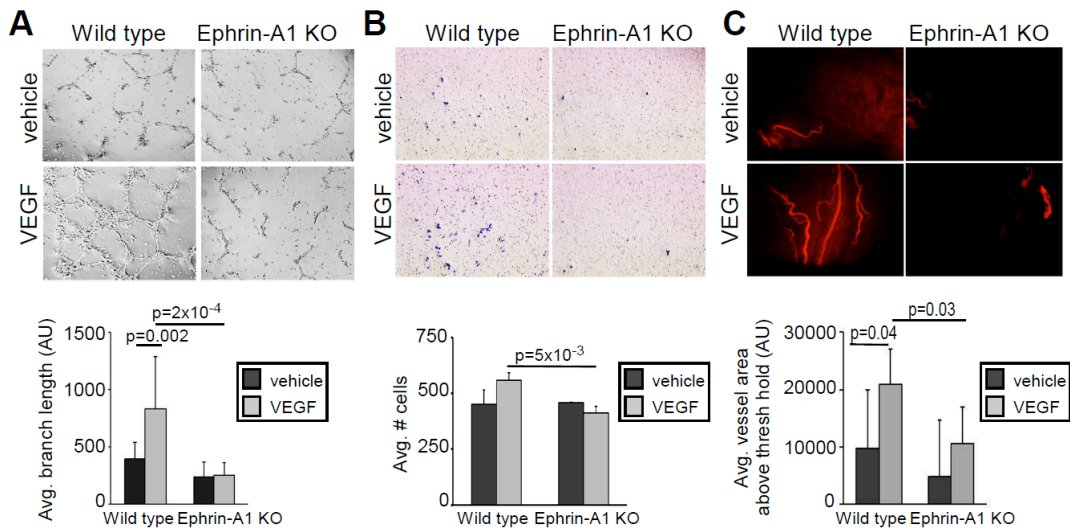 A
Wild type Ephrin-A1 KO
vehicle
VEGF
p=2x10⁻⁴
p=0.002
Avg. branch length (AU)
1500
1000
500
0
Wild type Ephrin-A1 KO
vehicle
VEGF
B
Wild type Ephrin-A1 KO
vehicle
VEGF
p=5x10⁻³
Avg. # cells
750
500
250
0
Wild type Ephrin-A1 KO
vehicle
VEGF
C
Wild type Ephrin-A1 KO
vehicle
VEGF
p=0.03
p=0.04
Avg. vessel area
above thresh hold (AU)
30000
20000
10000
0
Wild type Ephrin-A1 KO
vehicle
VEGF